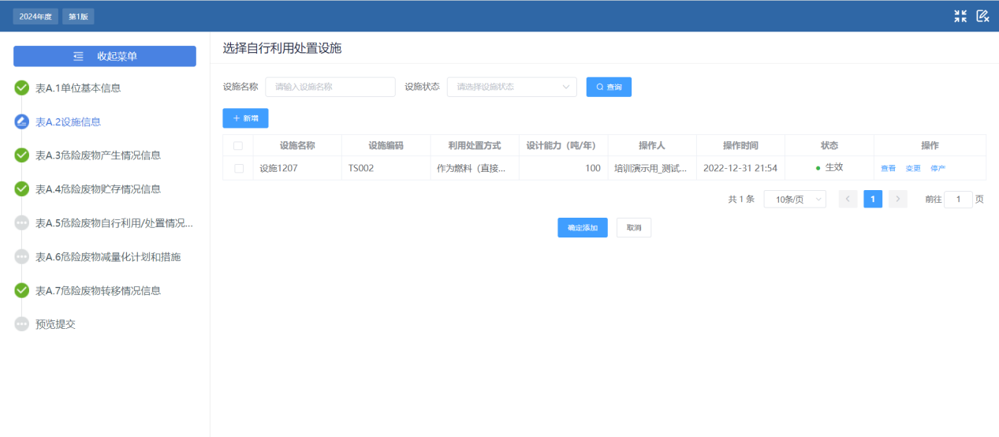 2024年度 第1版
收起菜单
表A.1单位基本信息
表A.2设施信息
表A.3危险废物产生情况信息
表A.4危险废物贮存情况信息
表A.5危险废物自行利用/处置情况...
表A.6危险废物减量化计划和措施
表A.7危险废物转移情况信息
预览提交
选择自行利用处置设施
设施名称 请输入设施名称 设施状态 请选择设施状态 查询
+ 新增
设施名称 设施编码 利用处置方式 设计能力（吨/年） 操作人 操作时间 状态 操作
设施1207 TS002 作为燃料（直接... 100 培训演示用_测试... 2022-12-31 21:54 生效 查看 变更 停产
共 1 条 10条/页 < 1 > 前往 1 页
确定添加 取消